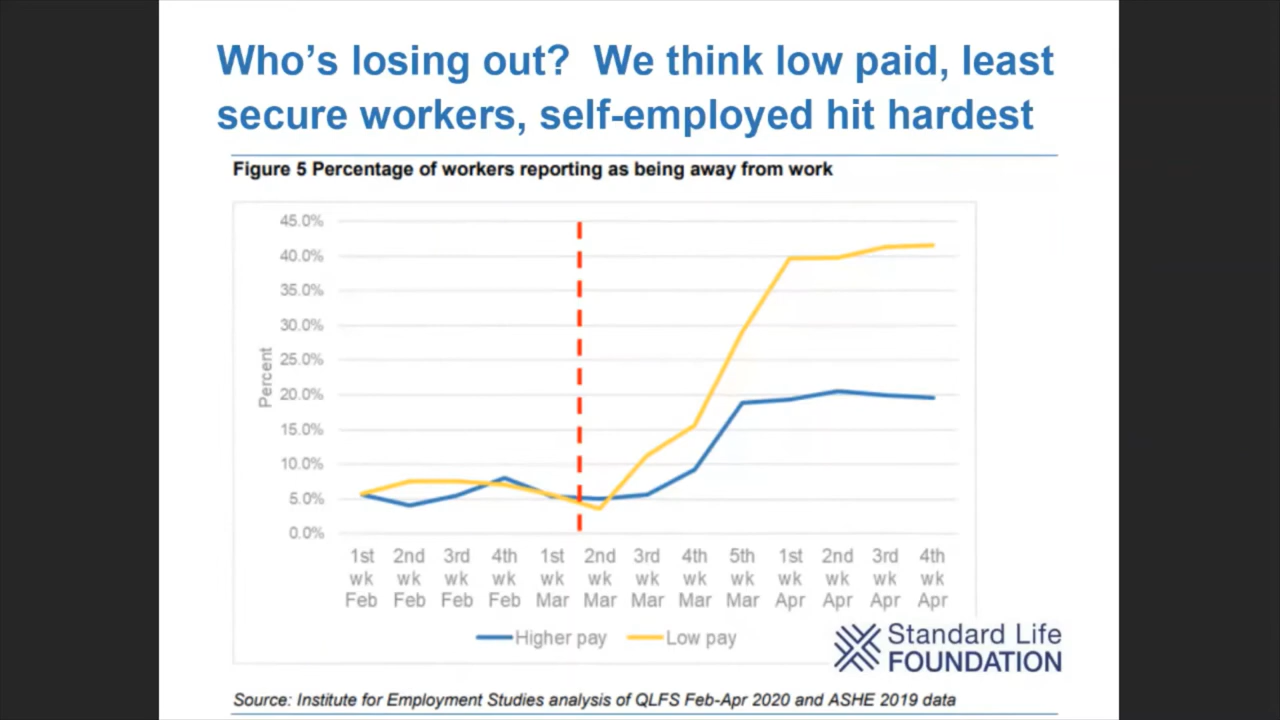 Who’s losing out?  We think low paid, least
secure workers, self-employed hit hardest
Figure 5 Percentage of workers reporting as being away from work
45.0%
40.0%
35.0%
30.0%
25.0%
20.0%
15.0%
10.0%
5.0%
0.0%
Percent
1st 2nd 3rd 4th 1st 2nd 3rd 4th 5th 1st 2nd 3rd 4th
wk wk wk wk wk wk wk wk wk wk wk wk wk
Feb Feb Feb Feb Mar Mar Mar Mar Mar Apr Apr Apr Apr
Higher pay Low pay
Standard Life
FOUNDATION
Source: Institute for Employment Studies analysis of QLFS Feb-Apr 2020 and ASHE 2019 data